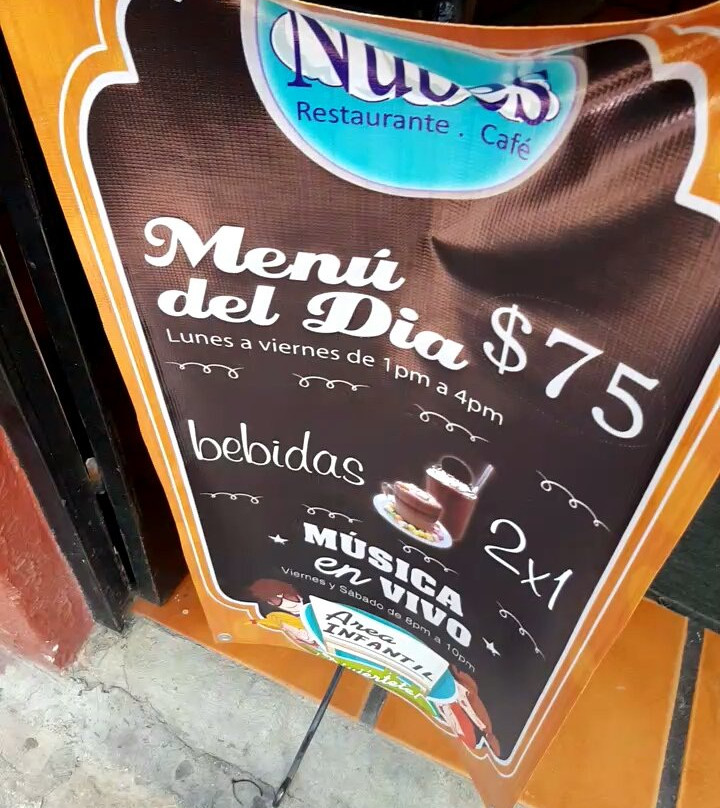 Nubes
Restaurante . Café
Menú
del Dia $75
Lunes a viernes de 1pm a 4pm
bebidas 2x1
MÚSICA
en VIVO
Viernes y Sábado de 8pm a 10pm
Area
INFANTIL